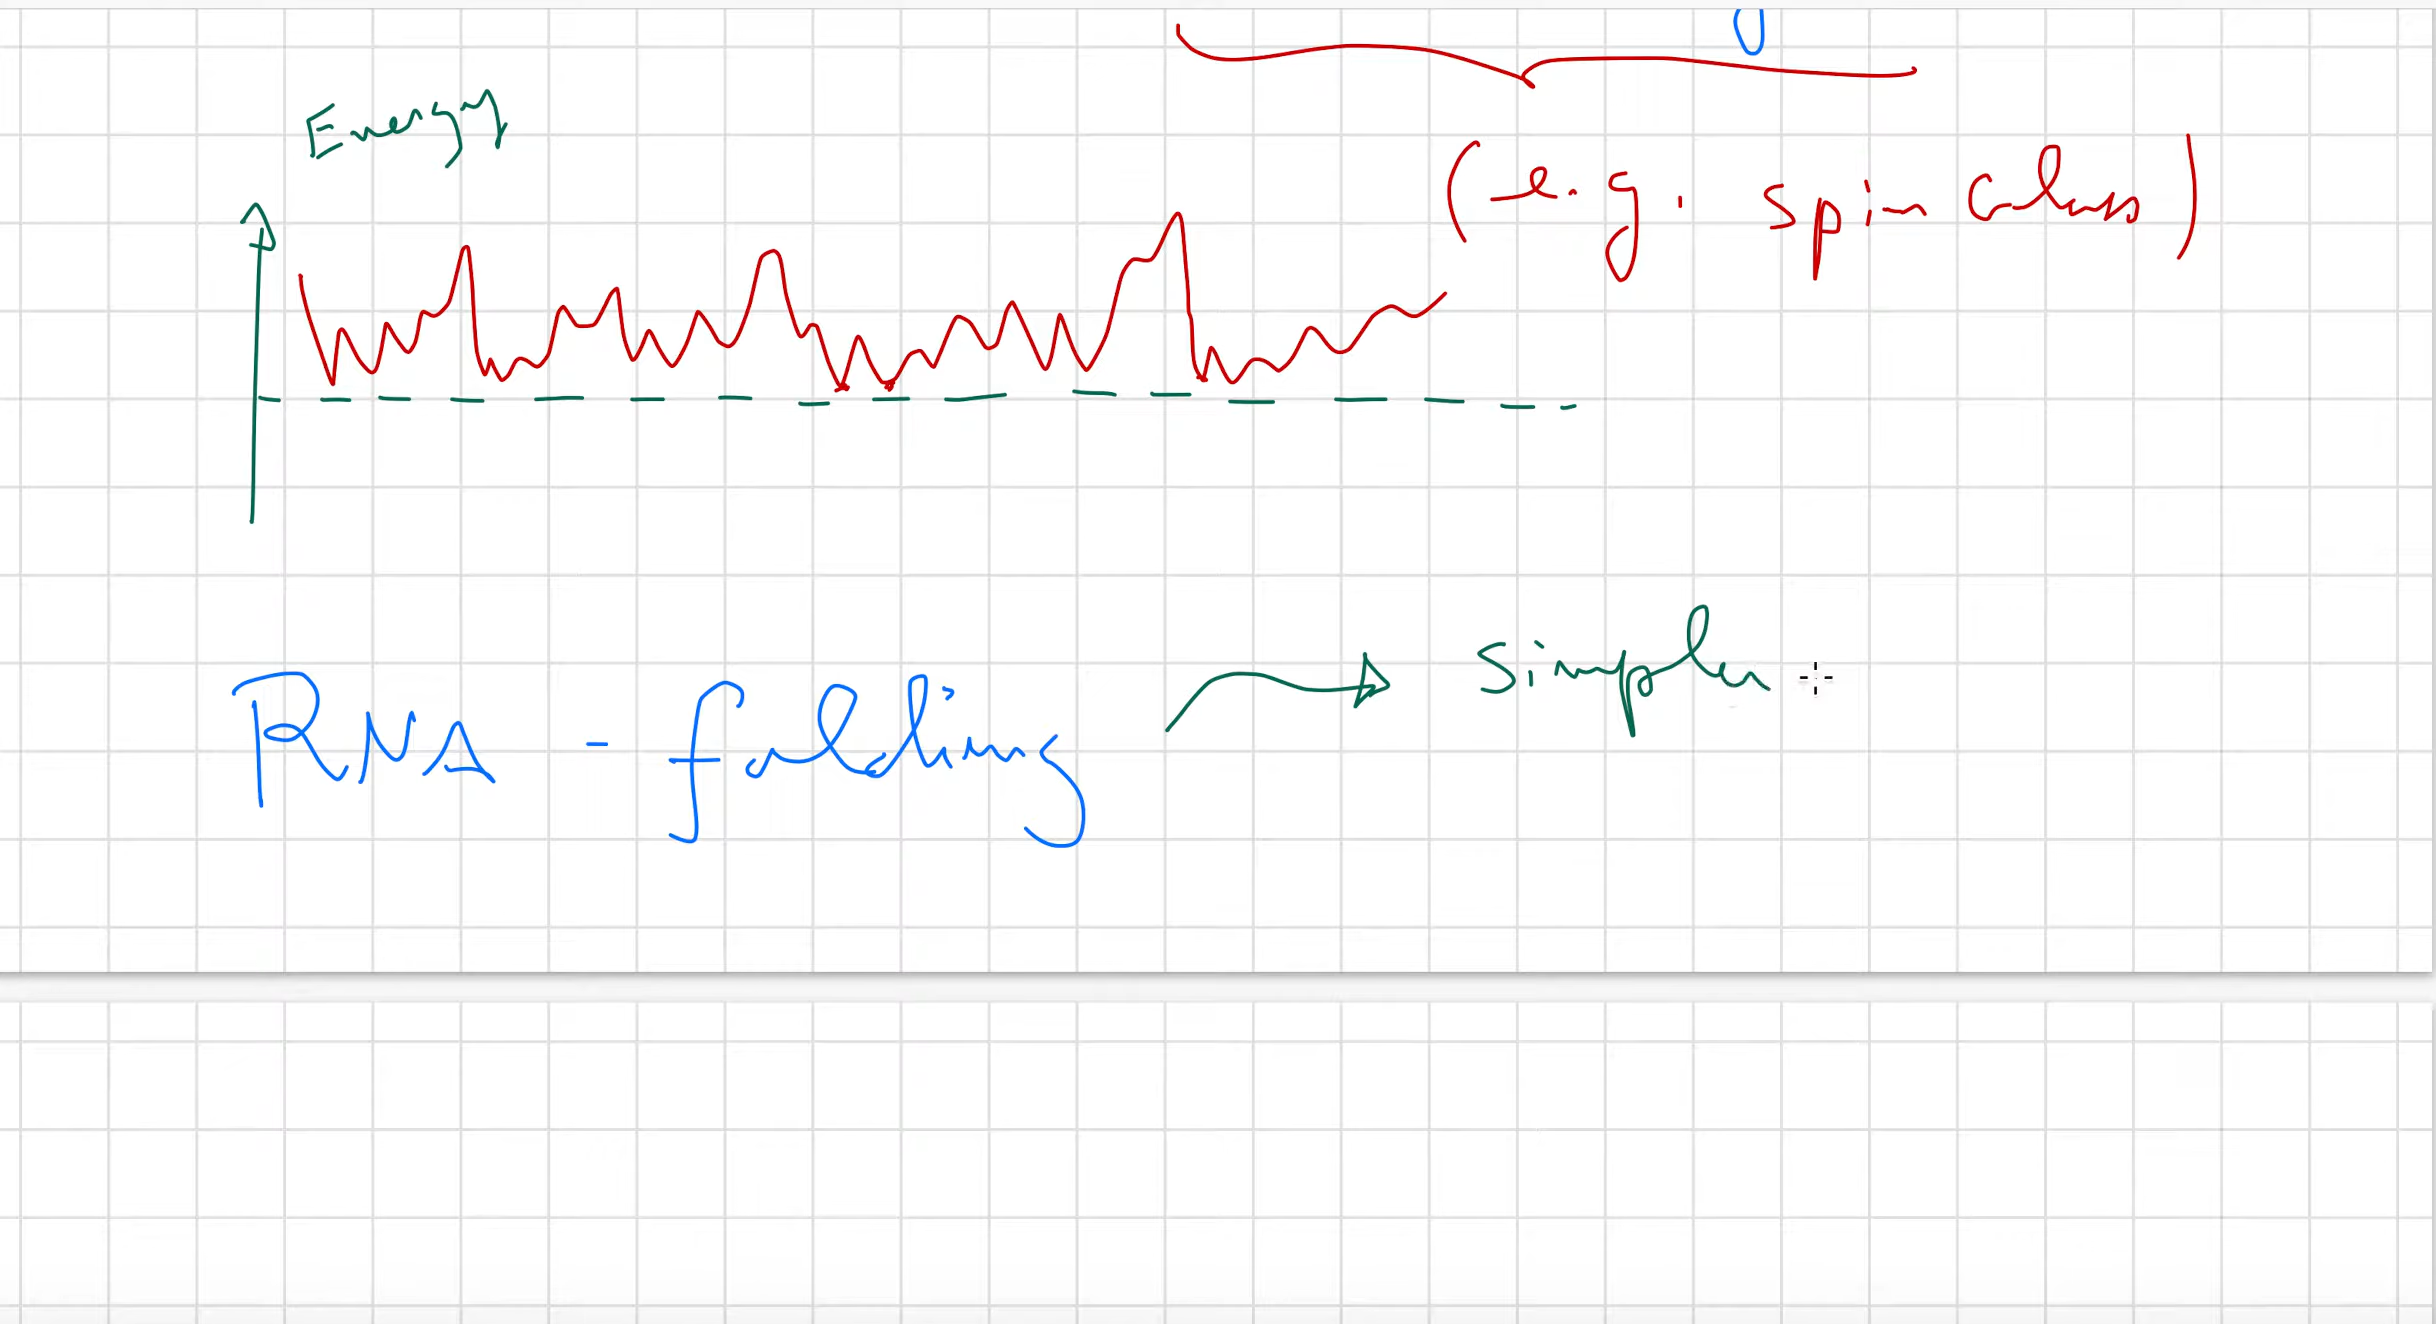 Energy
(e.g. spin Glass)
RNA - folding
simpler